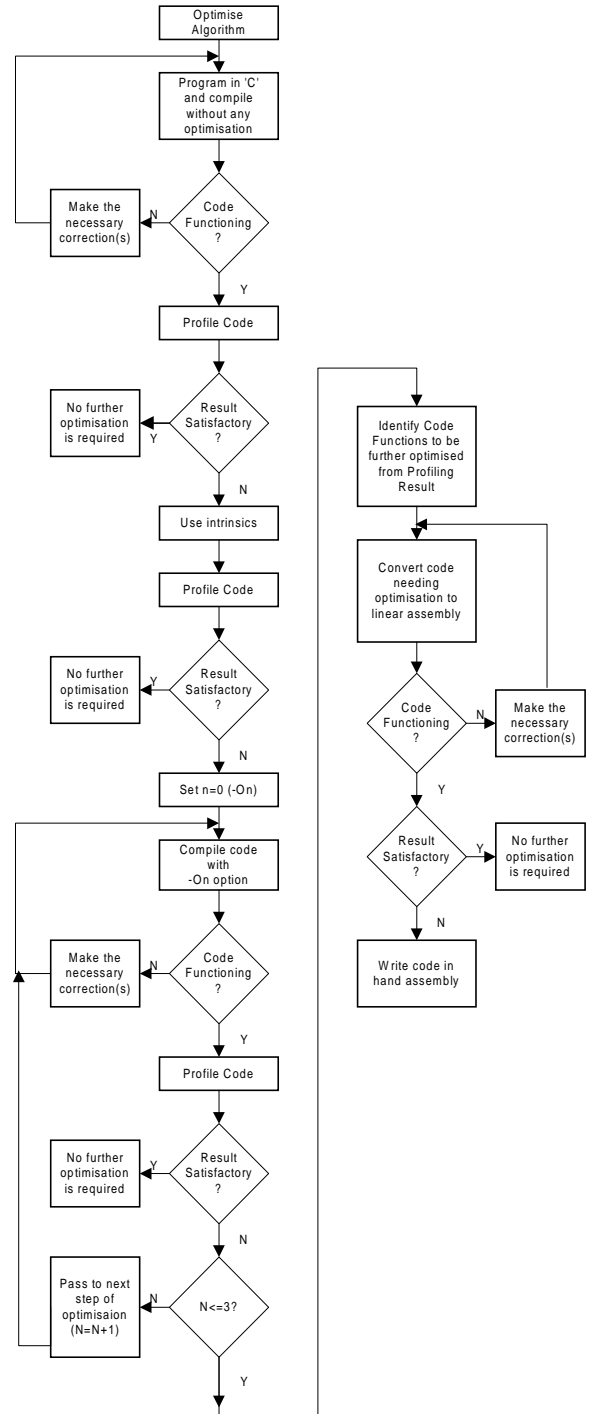 Optimise
Algorithm
Program in 'C'
and compile
without any
optimisation
Code
Functioning
?
N
Make the
necessary
correction(s)
Y
Profile Code
Result
Satisfactory
?
Y
No further
optimisation
is required
N
Use intrinsics
Profile Code
Result
Satisfactory
?
Y
No further
optimisation
is required
N
Set n=0 (-On)
Compile code
with
-On option
Code
Functioning
?
N
Make the
necessary
correction(s)
Y
Profile Code
Result
Satisfactory
?
Y
No further
optimisation
is required
N
N<=3?
N
Pass to next
step of
optimisaion
(N=N+1)
Y
Identify Code
Functions to be
further optimised
from Profiling
Result
Convert code
needing
optimisation to
linear assembly
Code
Functioning
?
N
Make the
necessary
correction(s)
Y
Result
Satisfactory
?
Y
No further
optimisation
is required
N
Write code in
hand assembly